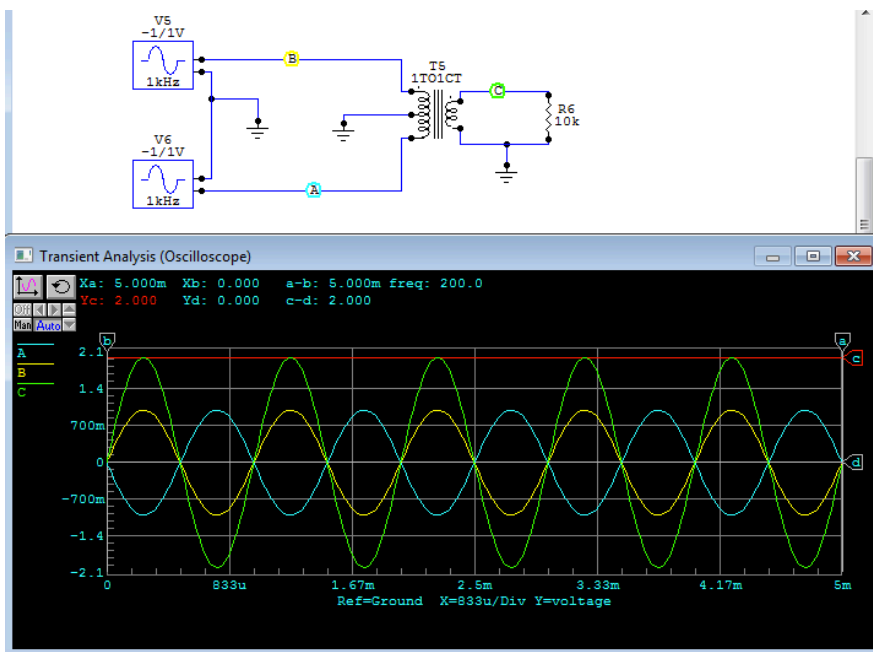 V5
-1/1V
1kHz
B
T5
1TO1CT
C
R6
10k
V6
-1/1V
1kHz
A
Transient Analysis (Oscilloscope)
Xa: 5.000m Xb: 0.000 a-b: 5.000m freq: 200.0
Yc: 2.000 Yd: 0.000 c-d: 2.000
Off
Man Auto
b a
A
B
C
2.1
c
1.4
700m
0
d
-700m
-1.4
-2.1
0 833u 1.67m 2.5m 3.33m 4.17m 5m
Ref=Ground X=833u/Div Y=voltage